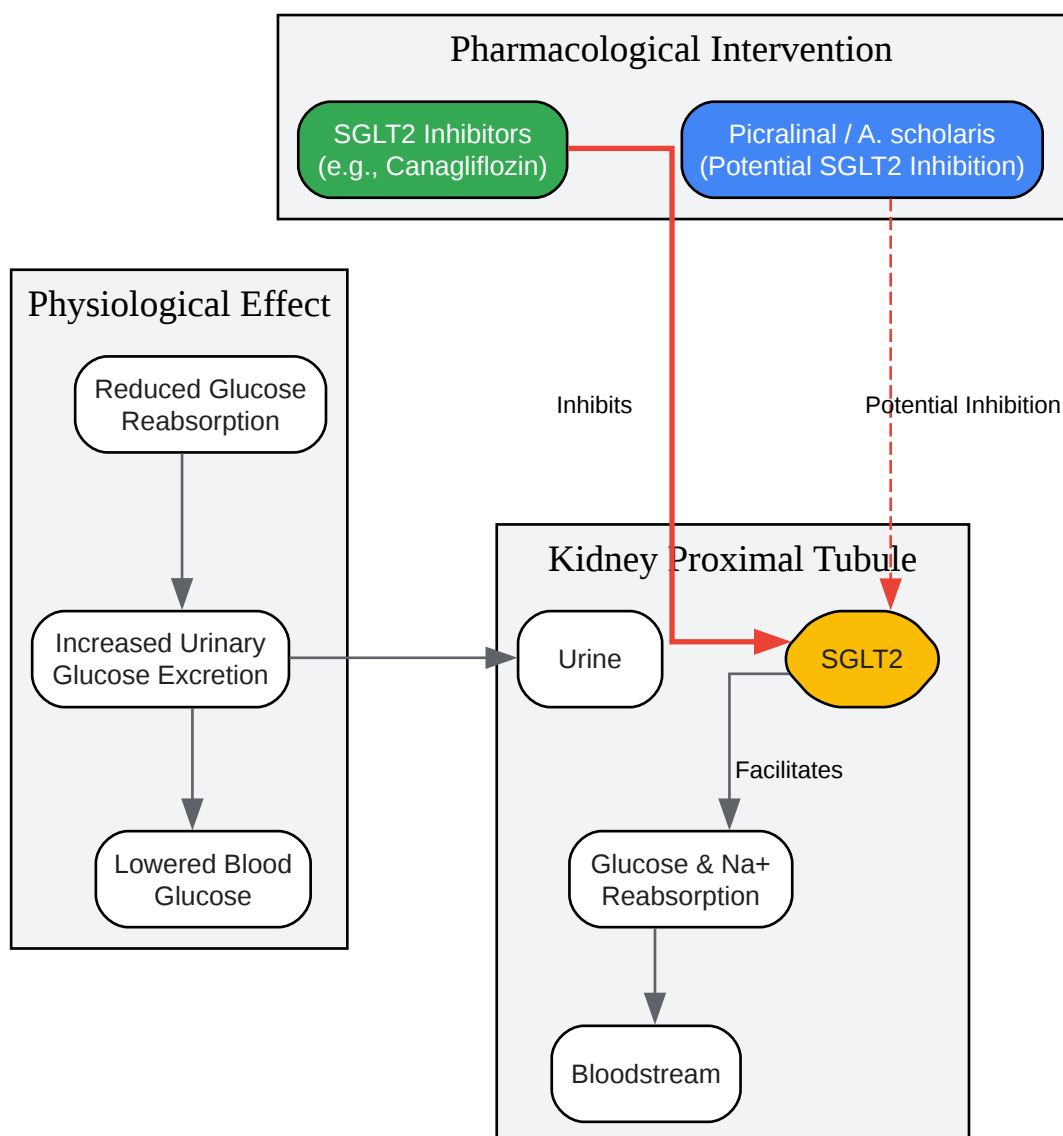 Pharmacological Intervention
SGLT2 Inhibitors
(e.g., Canagliflozin)
Picralinal / A. scholaris
(Potential SGLT2 Inhibition)
Physiological Effect
Reduced Glucose
Reabsorption
Inhibits
Potential Inhibition
Kidney Proximal Tubule
Increased Urinary
Glucose Excretion
Urine
SGLT2
Facilitates
Lowered Blood
Glucose
Glucose & Na+
Reabsorption
Bloodstream